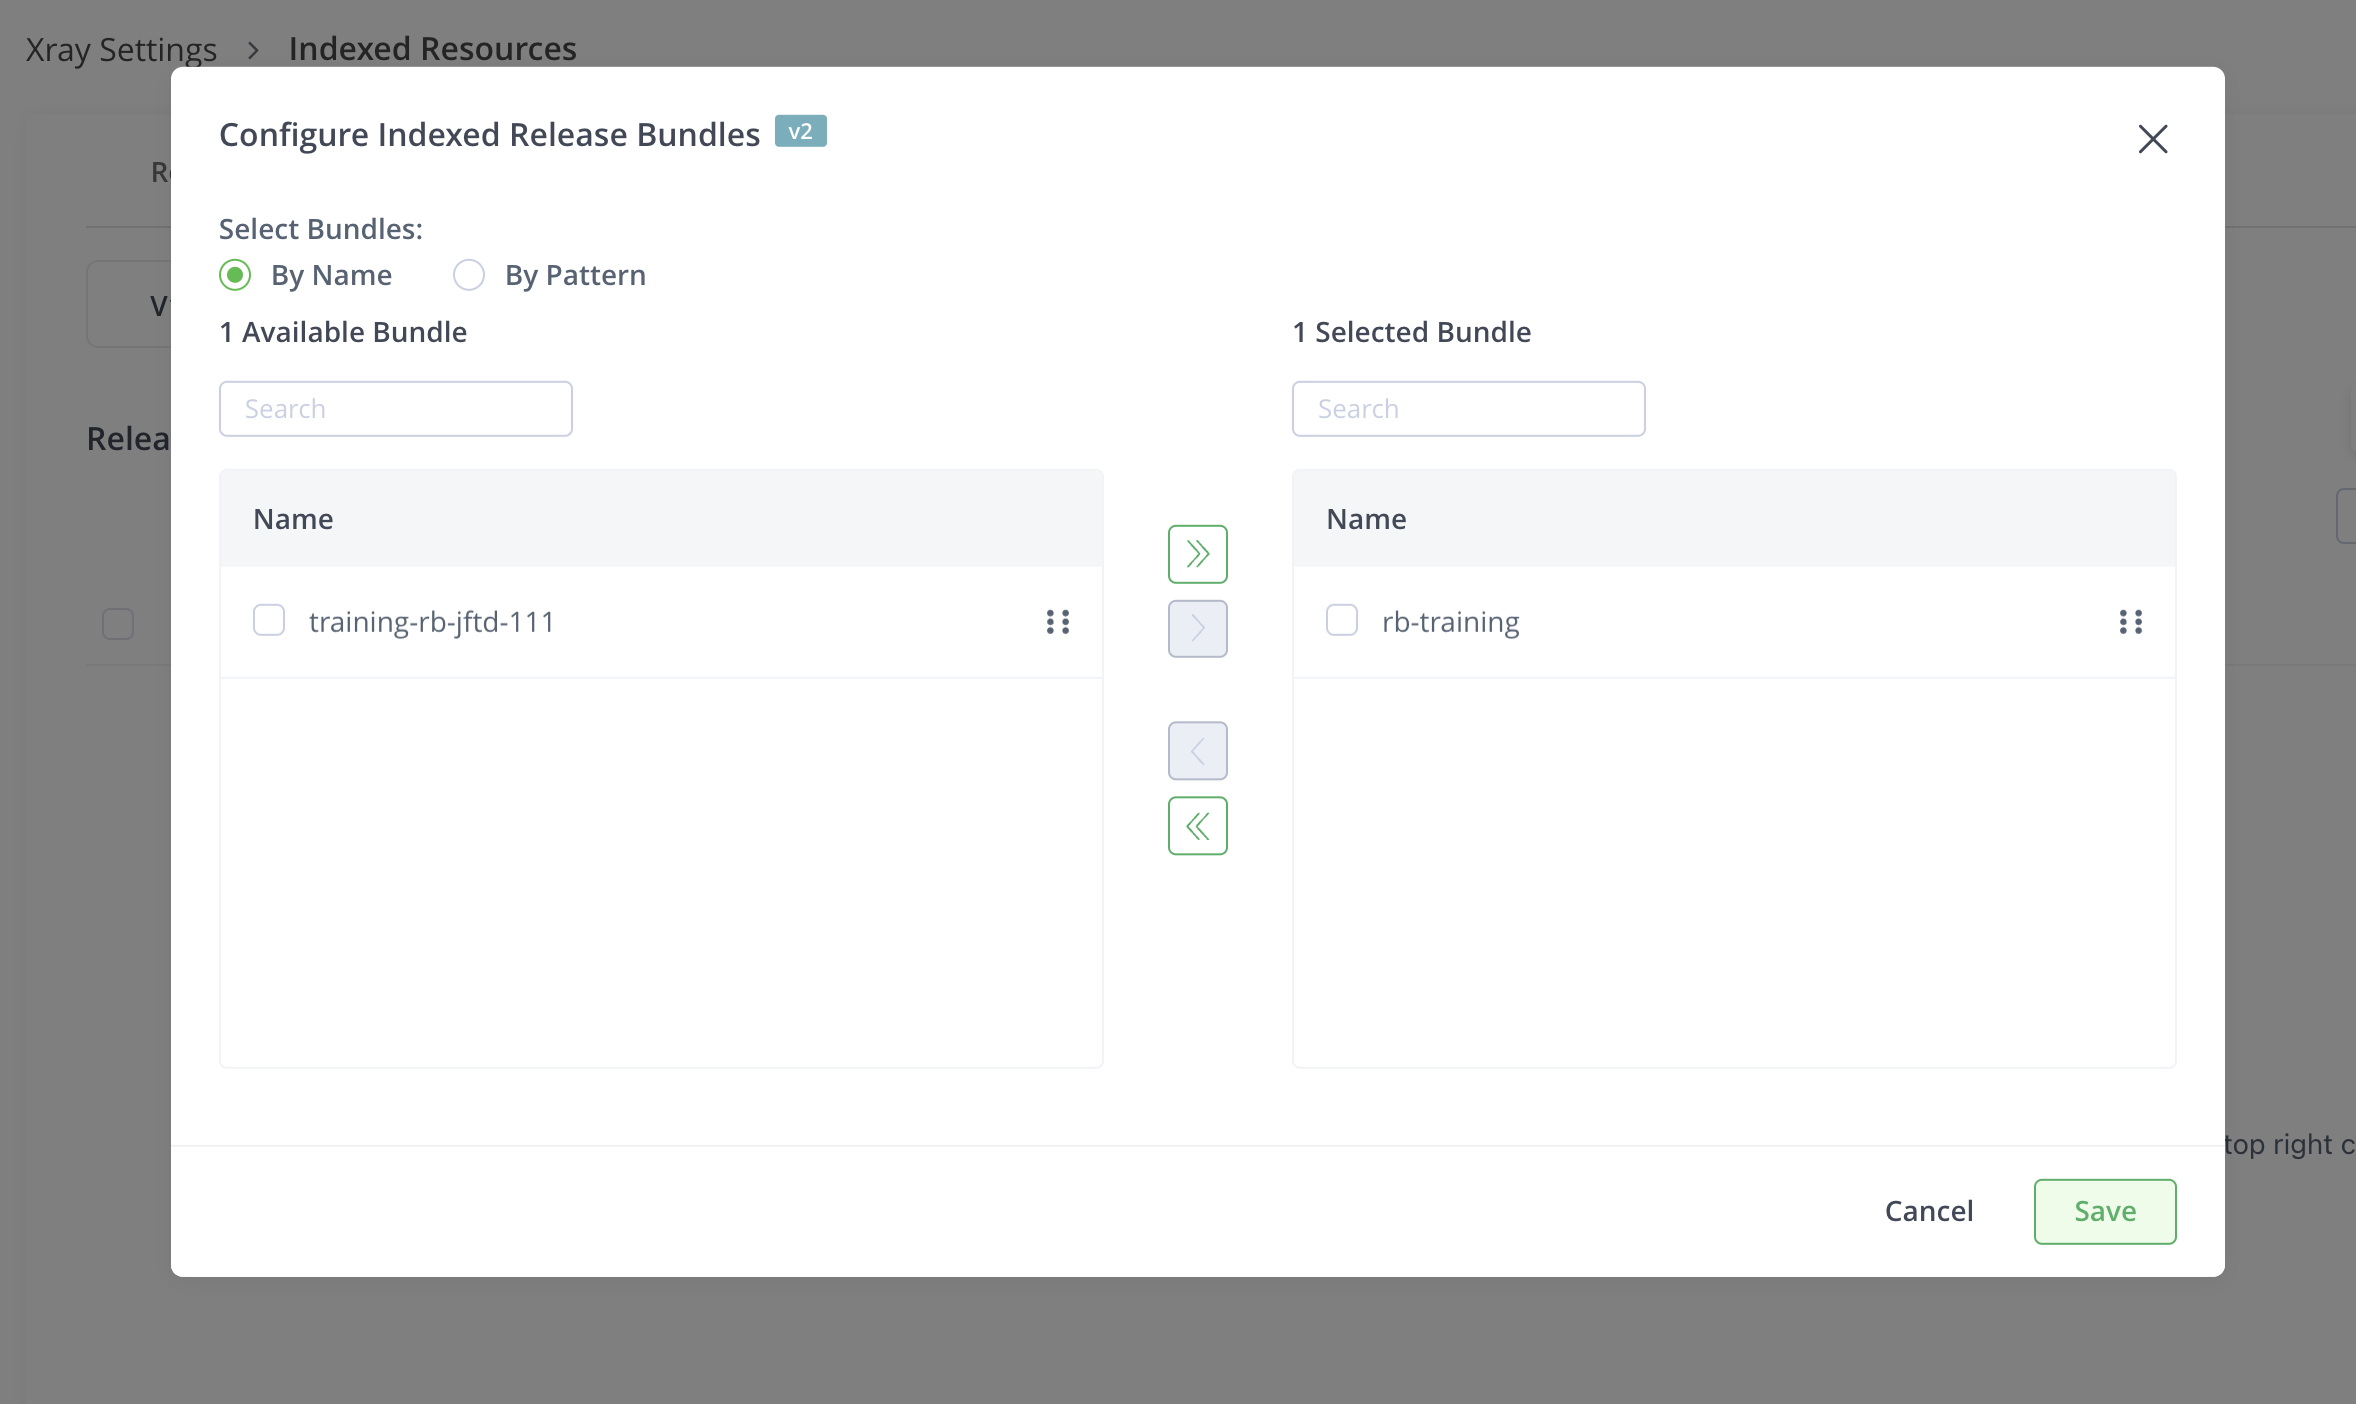 Xray Settings > Indexed Resources
Configure Indexed Release Bundles v2
Select Bundles:
By Name By Pattern
1 Available Bundle
Search
Name
training-rb-jftd-111
1 Selected Bundle
Search
Name
rb-training
Relea
top right c
Cancel Save